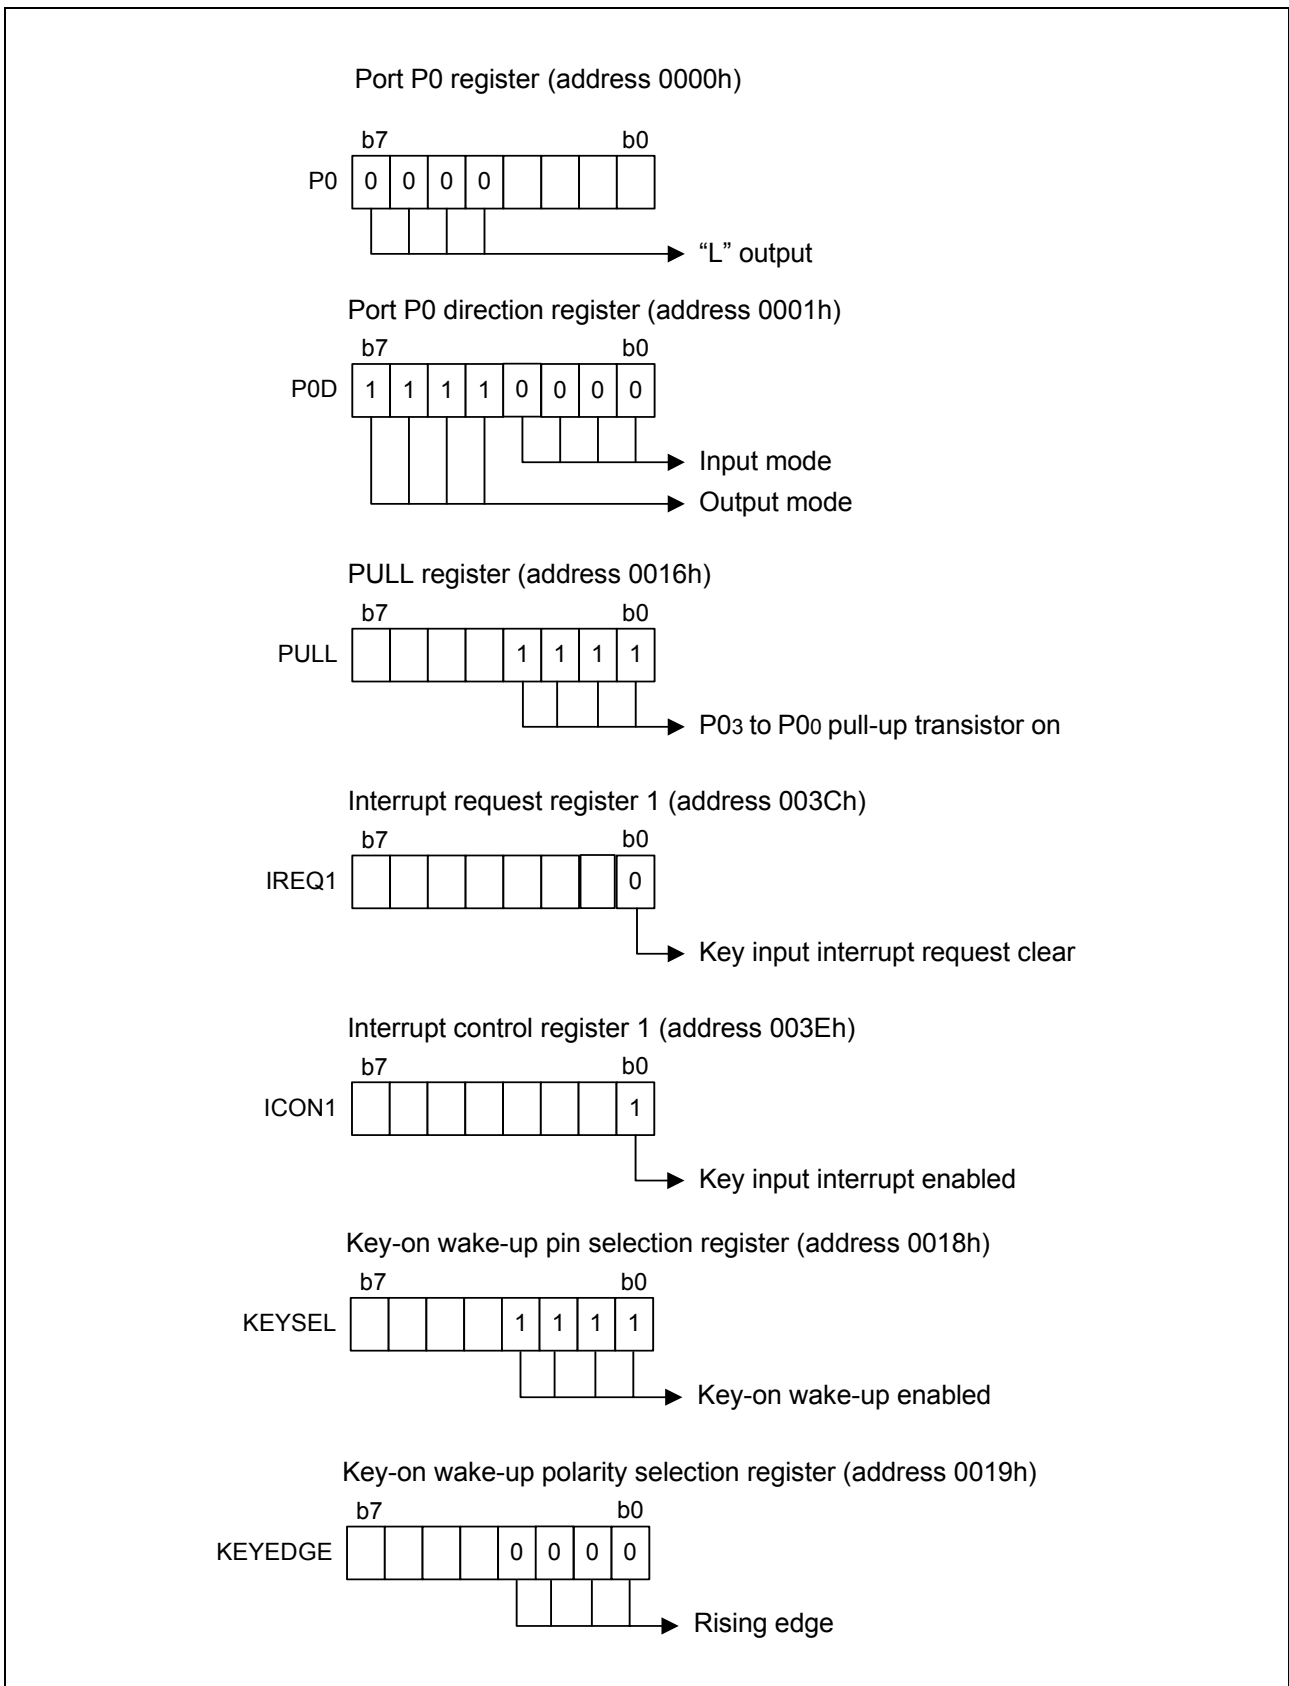 Port P0 register (address 0000h)
b7 b0
P0 0 0 0 0
“L” output
Port P0 direction register (address 0001h)
b7 b0
P0D 1 1 1 1 0 0 0 0
Input mode
Output mode
PULL register (address 0016h)
b7 b0
PULL 1 1 1 1
P03 to P00 pull-up transistor on
Interrupt request register 1 (address 003Ch)
b7 b0
IREQ1 0
Key input interrupt request clear
Interrupt control register 1 (address 003Eh)
b7 b0
ICON1 1
Key input interrupt enabled
Key-on wake-up pin selection register (address 0018h)
b7 b0
KEYSEL 1 1 1 1
Key-on wake-up enabled
Key-on wake-up polarity selection register (address 0019h)
b7 b0
KEYEDGE 0 0 0 0
Rising edge